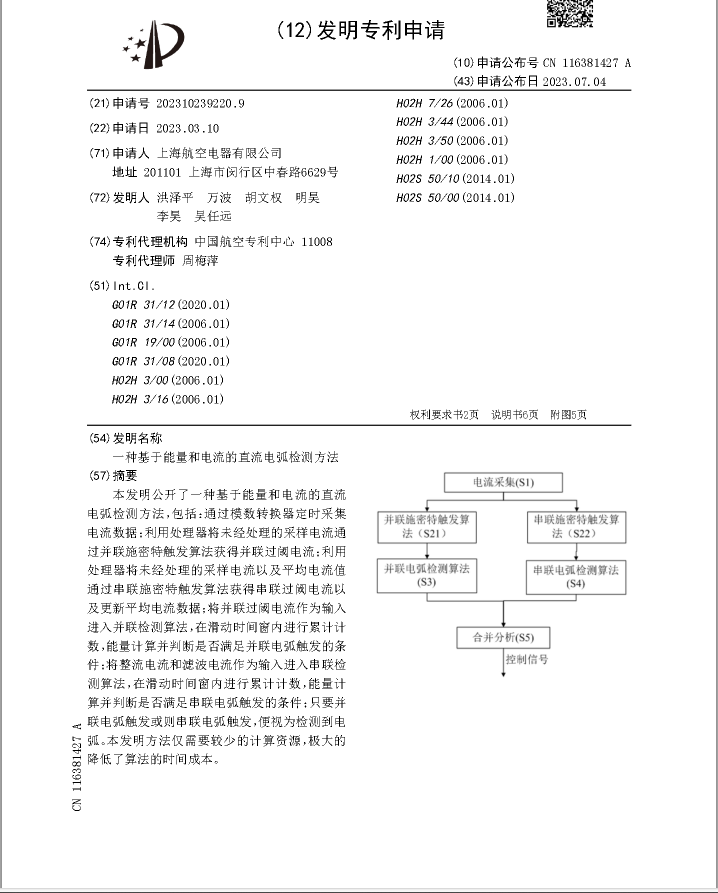 (12)发明专利申请
(10)申请公布号 CN 116381427 A
(43)申请公布日 2023.07.04
(21)申请号 202310239220.9
(22)申请日 2023.03.10
(71)申请人 上海航空电器有限公司
地址 201101 上海市闵行区中春路6629号
(72)发明人 洪泽平 万波 胡文权 明昊
李昊 吴任远
(74)专利代理机构 中国航空专利中心 11008
专利代理师 周梅萍
(51)Int.Cl.
G01R 31/12(2020.01)
G01R 31/14(2006.01)
G01R 19/00(2006.01)
G01R 31/08(2020.01)
H02H 3/00(2006.01)
H02H 3/16(2006.01)
H02H 7/26(2006.01)
H02H 3/44(2006.01)
H02H 3/50(2006.01)
H02H 1/00(2006.01)
H02S 50/10(2014.01)
H02S 50/00(2014.01)
权利要求书2页 说明书6页 附图5页
(54)发明名称
一种基于能量和电流的直流电弧检测方法
(57)摘要
本发明公开了一种基于能量和电流的直流
电弧检测方法,包括:通过模数转换器定时采集
电流数据;利用处理器将未经处理的采样电流通
过并联施密特触发算法获得并联过阈电流;利用
处理器将未经处理的采样电流以及平均电流值
通过串联施密特触发算法获得串联过阈电流以
及更新平均电流数据;将并联过阈电流作为输入
进入并联检测算法,在滑动时间窗内进行累计计
数,能量计算并判断是否满足并联电弧触发的条
件;将整流电流和滤波电流作为输入进入串联检
测算法,在滑动时间窗内进行累计计数,能量计
算并判断是否满足串联电弧触发的条件;只要并
联电弧触发或则串联电弧触发,便视为检测到电
弧。本发明方法仅需要较少的计算资源,极大的
降低了算法的时间成本。
电流采集(S1)
并联施密特触发算
法（S21）
串联施密特触发算
法（S22）
并联电弧检测算法
(S3)
串联电弧检测算法
(S4)
合并分析(S5)
控制信号
CN 116381427 A